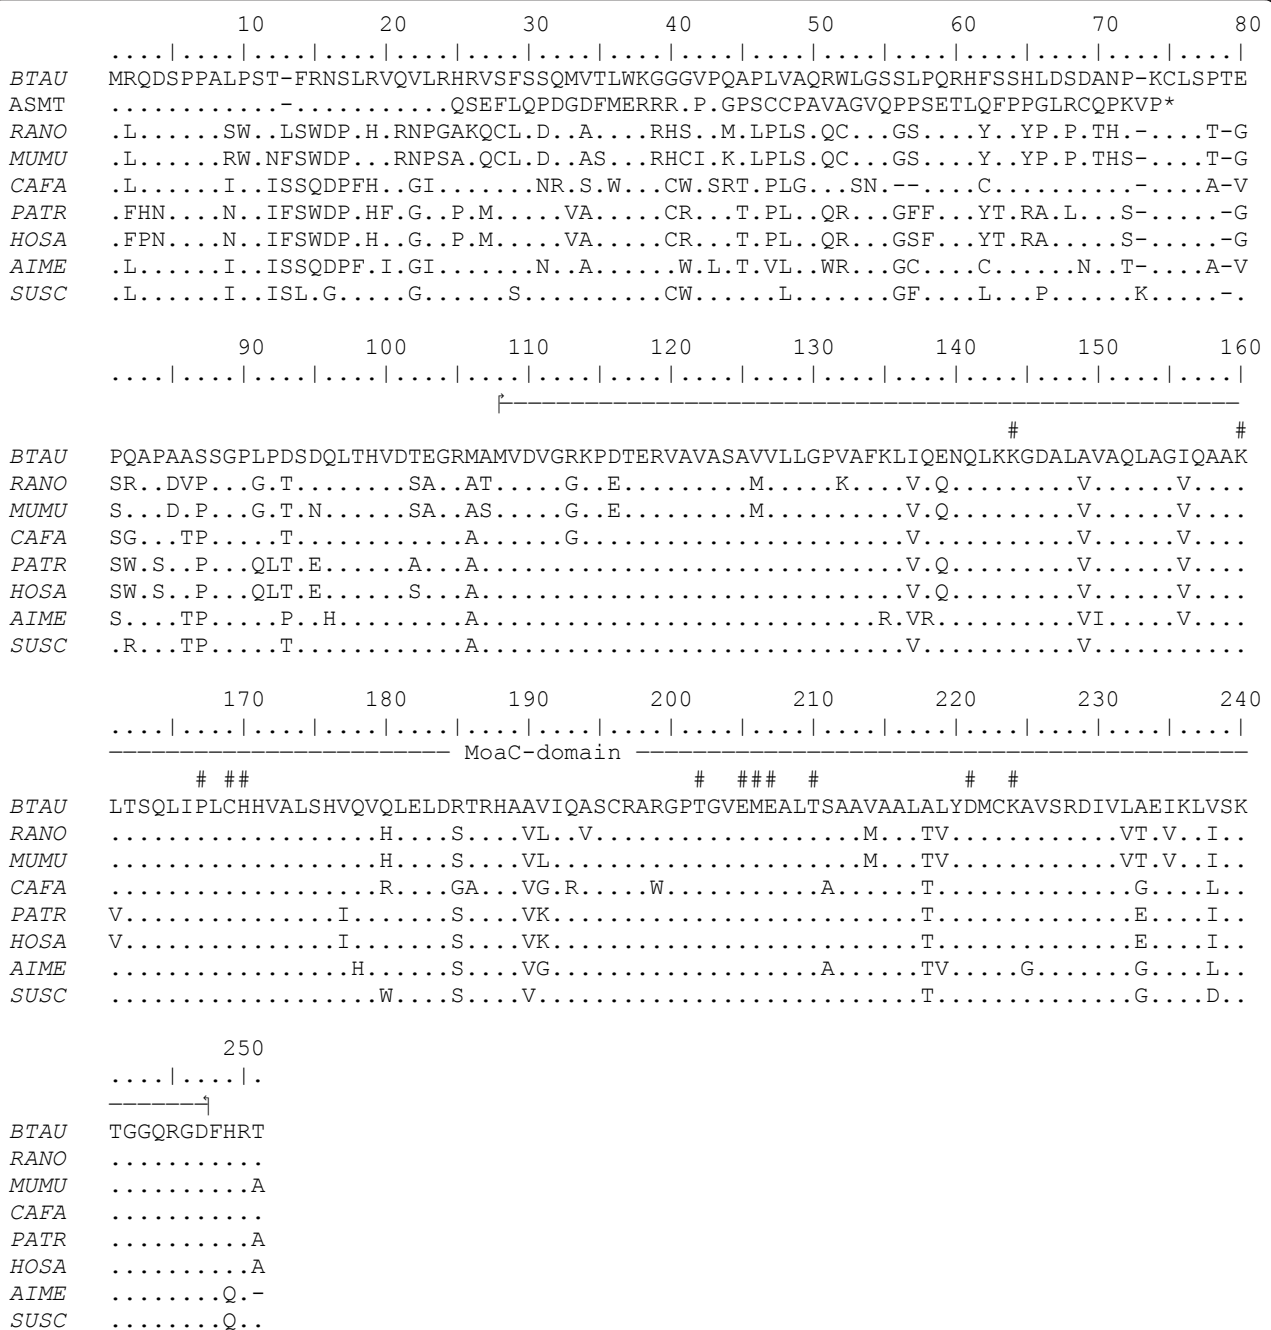 10 20 30 40 50 60 70 80
....|....|....|....|....|....|....|....|....|....|....|....|....|....|....|....|
BTAU MRQDSPPALPST-FRNSLRVQVLRHRVSFSSQMVTLWKGGGVPQAPLVAQRWLGSSLPQRHFSSHLDSDANP-KCLSPTE
ASMT ............-...........QSEFLQPDGDFMERRR.P.GPSCCPAVAGVQPPSETLQFPPGLRCQPKVP*
RANO .L......SW..LSWDP.H.RNPGAKQCL.D..A....RHS..M.LPLS.QC...GS....Y..YP.P.TH.-....T-G
MUMU .L......RW.NFSWDP...RNPSA.QCL.D..AS...RHCI.K.LPLS.QC...GS....Y..YP.P.THS-....T-G
CAFA .L......I..ISSQDPFH..GI.......NR.S.W...CW.SRT.PLG...SN.--....C..........-....A-V
PATR .FHN....N..IFSWDP.HF.G..P.M.....VA.....CR...T.PL..QR...GFF...YT.RA.L...S-.....-G
HOSA .FPN....N..IFSWDP.H..G..P.M.....VA.....CR...T.PL..QR...GSF...YT.RA.....S-.....-G
AIME .L......I..ISSQDPF.I.GI.......N..A......W.L.T.VL..WR...GC....C......N..T-....A-V
SUSC .L......I..ISL.G.....G......S..........CW.....L.......GF....L...P......K.....-.
90 100 110 120 130 140 150 160
....|....|....|....|....|....|....|....|....|....|....|....|....|....|....|....|
# #
BTAU PQAPAASSGPLPDSDQLTHVDTEGRMAMVDVGRKPDTERVAVASAVVLLGPVAFKLIQENQLKKGDALAVAQLAGIQAAK
RANO SR..DVP...G.T........SA..AT.....G..E.........M.....K....V.Q.........V......V....
MUMU S...D.P...G.T.N......SA..AS.....G..E.........M..........V.Q.........V......V....
CAFA SG...TP.....T............A......G.......................V...........V......V....
PATR SW.S..P...QLT.E......A...A..............................V.Q.........V......V....
HOSA SW.S..P...QLT.E......S...A..............................V.Q.........V......V....
AIME S....TP.....P..H.........A............................R.VR..........VI.....V....
SUSC .R...TP.....T............A..............................V...........V...........
170 180 190 200 210 220 230 240
....|....|....|....|....|....|....|....|....|....|....|....|....|....|....|....|
MoaC-domain
# ## # ### # # #
BTAU LTSQLIPLCHHVALSHVQVQLELDRTRHAAVIQASCRARGPTGVEMEALTSAAVAALALYDMCKAVSRDIVLAEIKLVSK
RANO ...................H....S....VL..A...................M...TV............VT.V..I..
MUMU ...................H....S....VL......................M...TV............VT.V..I..
CAFA ...................R....GA...VG.R.....W...........A......T..............G....L..
PATR V...............I.......S....VK..........................T..............E....I..
HOSA V...............I.......S....VK..........................T..............E....I..
AIME .................H......S....VG...................A......TV.....G.......G....L..
SUSC ...................W....S....V...........................T..............G....D..
250
....|....|.
BTAU TGGQRGDFHRT
RANO ...........
MUMU ..........A
CAFA ...........
PATR ..........A
HOSA ..........A
AIME ........Q.-
SUSC ........Q..